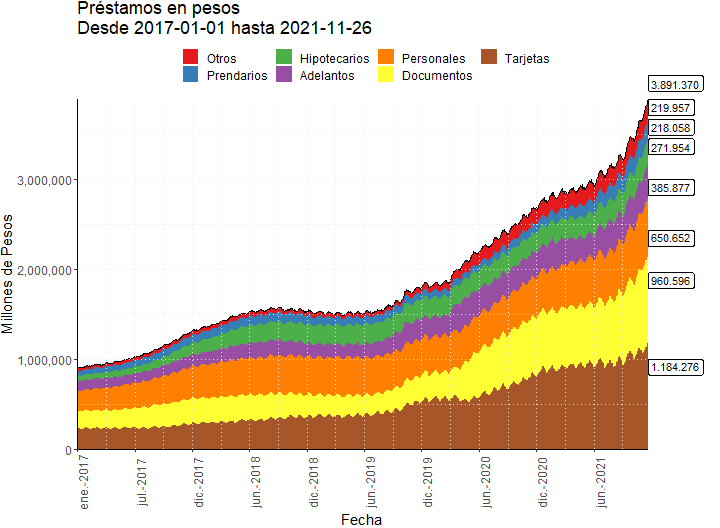 Préstamos en pesos
Desde 2017-01-01 hasta 2021-11-26
Otros Hipotecarios Personales Tarjetas
Prendarios Adelantos Documentos
3.891.370
219.957
218.058
271.954
385.877
650.652
960.596
1.184.276
Millones de Pesos
3,000,000
2,000,000
1,000,000
0
ene.-2017
jul.-2017
dic.-2017
jun.-2018
dic.-2018
jun.-2019
dic.-2019
jun.-2020
dic.-2020
jun.-2021
Fecha